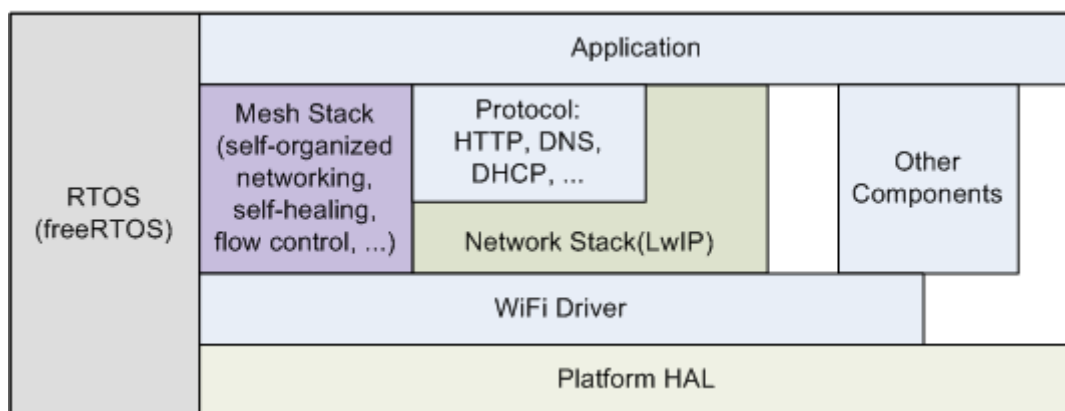 RTOS
(freeRTOS)
Application
Mesh Stack
(self-organized
networking,
self-healing,
flow control, ...)
Protocol:
HTTP, DNS,
DHCP, ...
Network Stack(LwIP)
Other
Components
WiFi Driver
Platform HAL